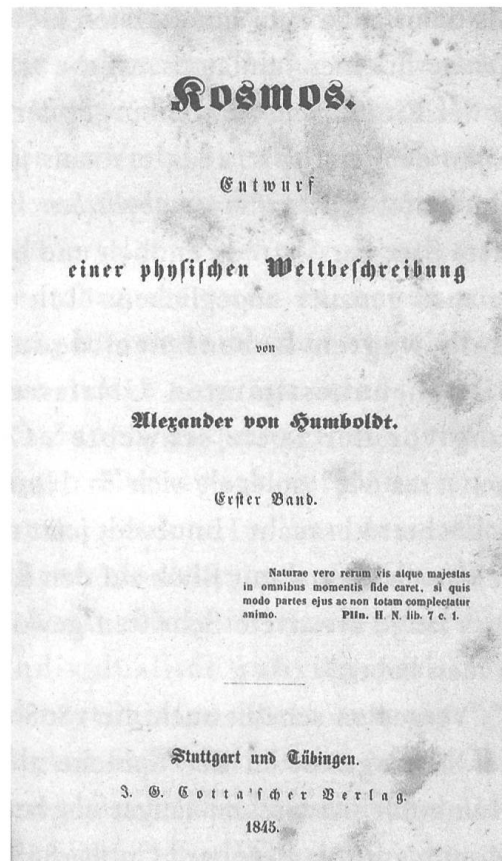 Kosmos.
Entwurf
einer physischen Weltbeschreibung
von
Alexander von Humboldt.
Erster Band.
Naturae vero rerum vis atque majestas
in omnibus momentis fide caret, si quis
modo partes ejus ac non totam complectatur
animo. Plin. H. N. lib. 7 c. 1.
Stuttgart und Tübingen.
J. G. Cotta'scher Verlag.
1845.